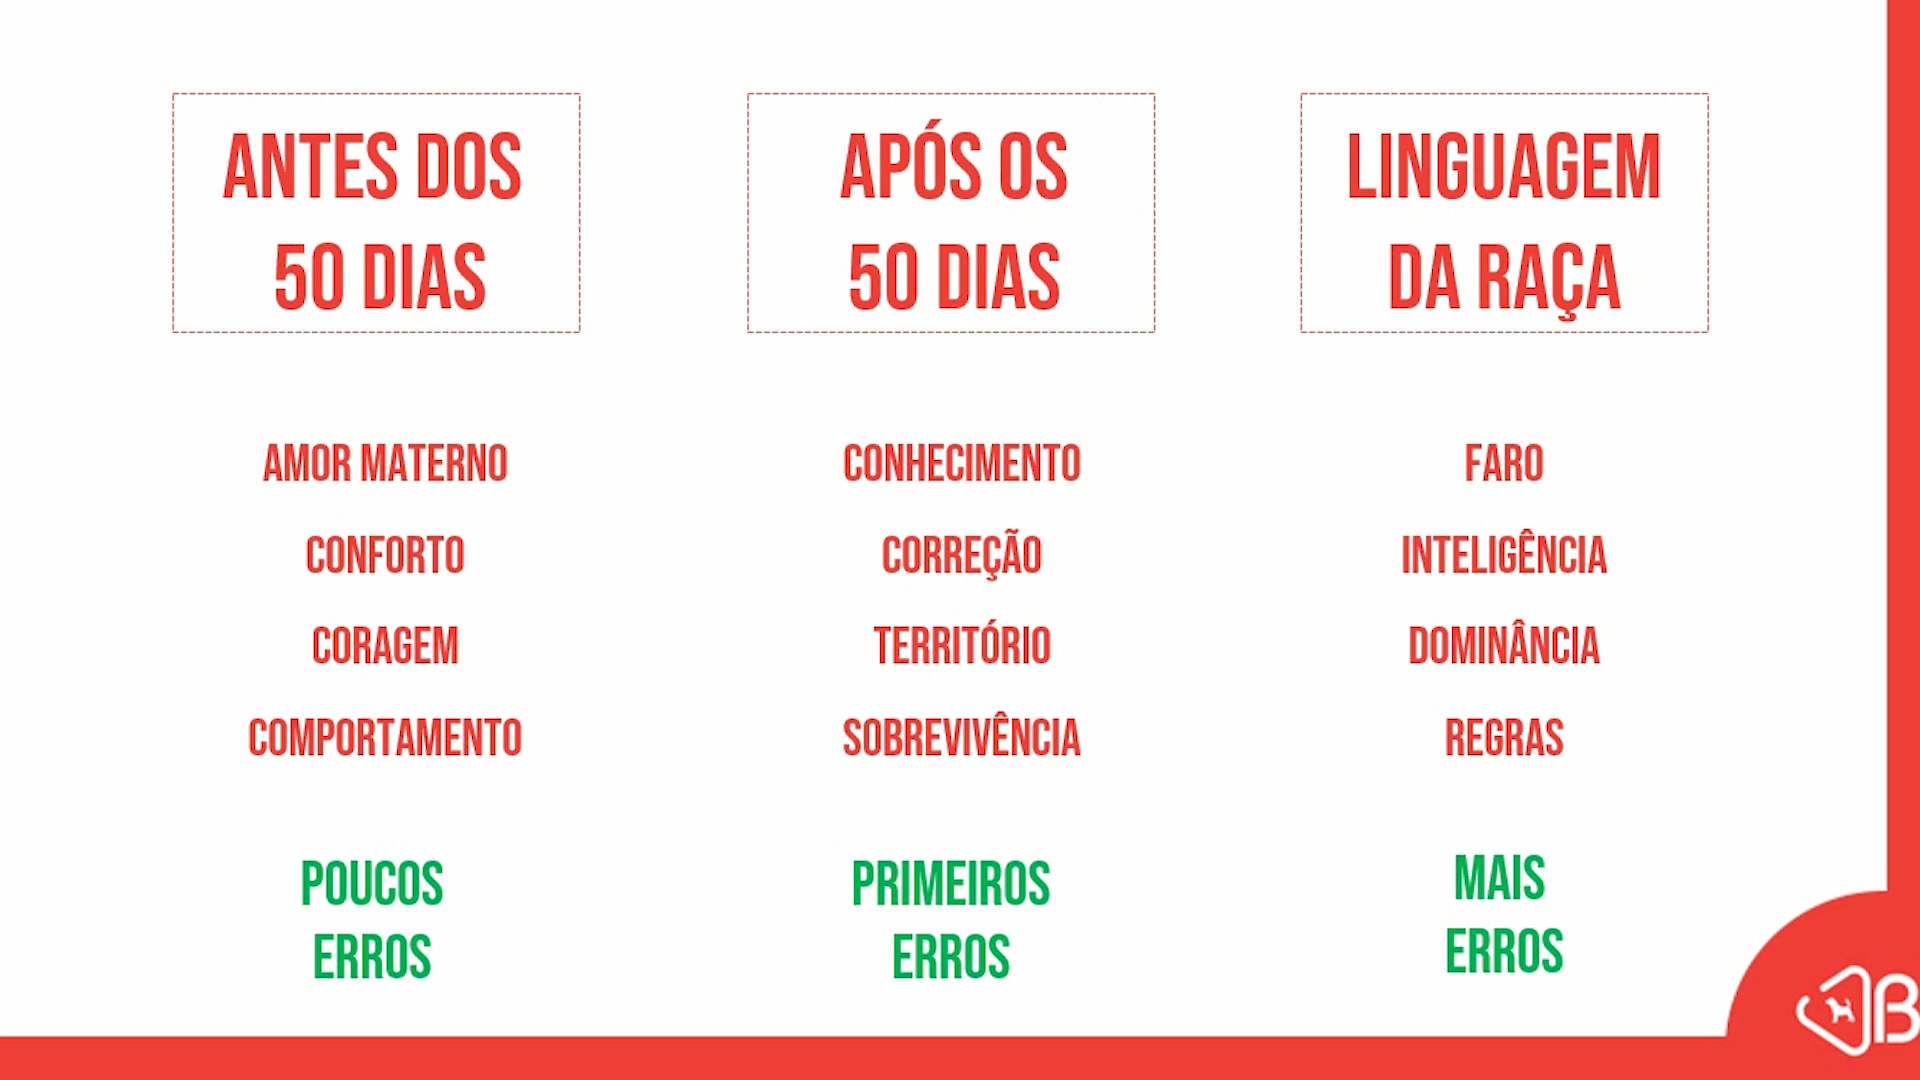 ANTES DOS
50 DIAS
AMOR MATERNO
CONFORTO
CORAGEM
COMPORTAMENTO
POUCOS
ERROS
APÓS OS
50 DIAS
CONHECIMENTO
CORREÇÃO
TERRITÓRIO
SOBREVIVÊNCIA
PRIMEIROS
ERROS
LINGUAGEM
DA RAÇA
FARO
INTELIGÊNCIA
DOMINÂNCIA
REGRAS
MAIS
ERROS
B